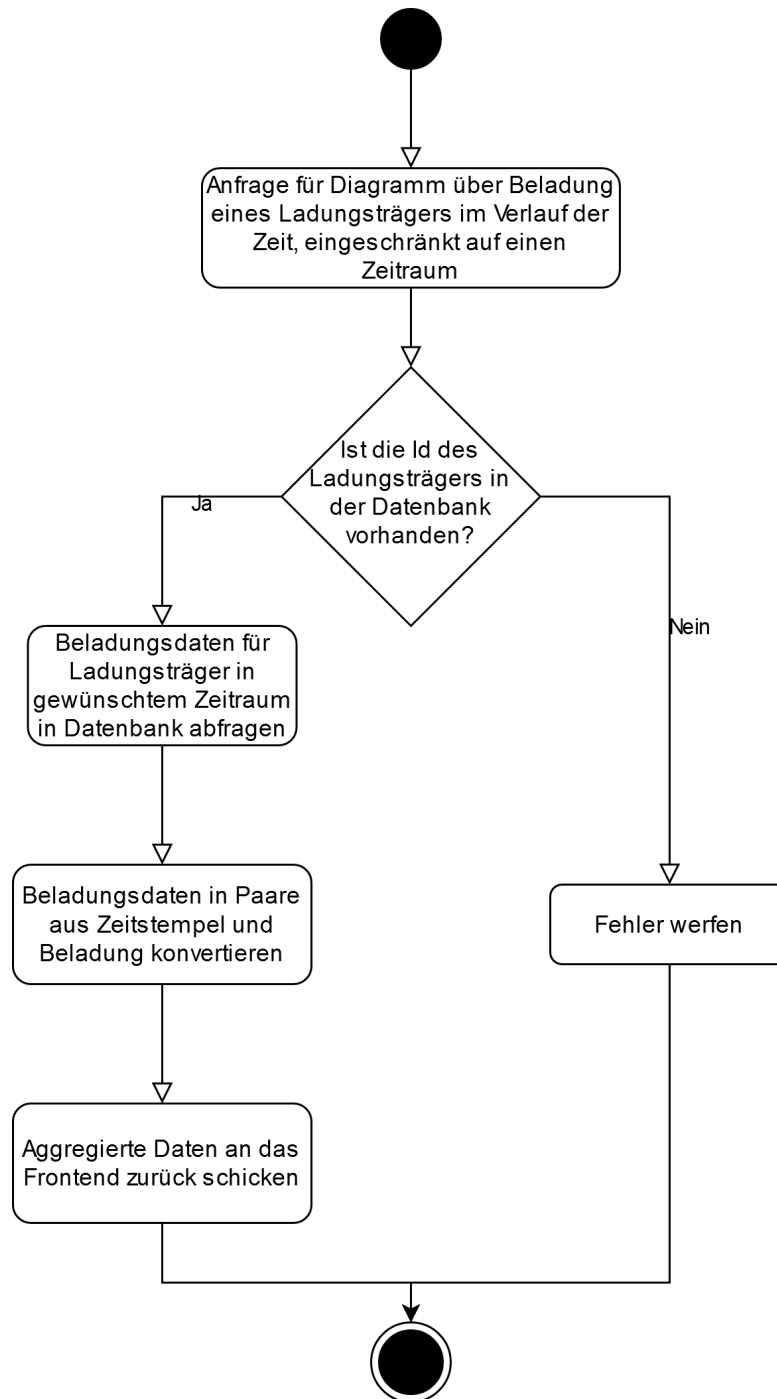 Anfrage für Diagramm über Beladung
eines Ladungsträgers im Verlauf der
Zeit, eingeschränkt auf einen
Zeitraum
Ist die Id des
Ladungsträgers in
der Datenbank
vorhanden?
Ja
Nein
Beladungsdaten für
Ladungsträger in
gewünschtem Zeitraum
in Datenbank abfragen
Beladungsdaten in Paare
aus Zeitstempel und
Beladung konvertieren
Fehler werfen
Aggregierte Daten an das
Frontend zurück schicken